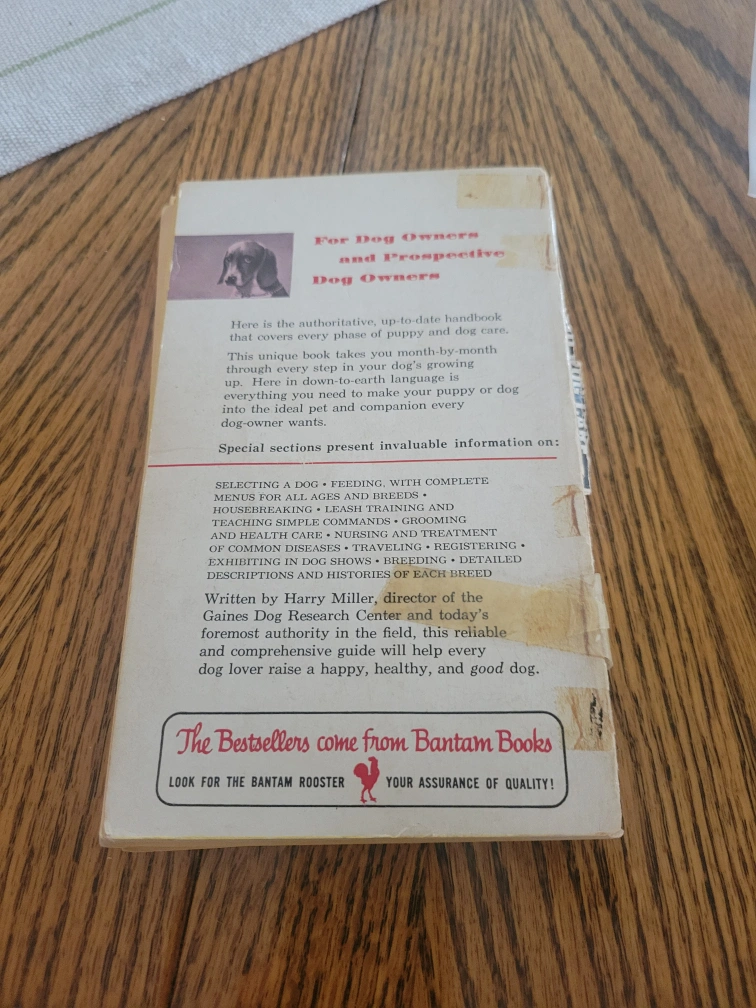 For Dog Owners
and Prospective
Dog Owners
Here is the authoritative, up-to-date handbook
that covers every phase of puppy and dog care.
This unique book takes you month-by-month
through every step in your dog's growing
up. Here in down-to-earth language is
everything you need to make your puppy or dog
into the ideal pet and companion every
dog-owner wants.
Special sections present invaluable information on:
SELECTING A DOG • FEEDING, WITH COMPLETE
MENUS FOR ALL AGES AND BREEDS •
HOUSEBREAKING • LEASH TRAINING AND
TEACHING SIMPLE COMMANDS • GROOMING
AND HEALTH CARE • NURSING AND TREATMENT
OF COMMON DISEASES • TRAVELING • REGISTERING •
EXHIBITING IN DOG SHOWS • BREEDING • DETAILED
DESCRIPTIONS AND HISTORIES OF EACH BREED
Written by Harry Miller, director of the
Gaines Dog Research Center and today's
foremost authority in the field, this reliable
and comprehensive guide will help every
dog lover raise a happy, healthy, and good dog.
The Bestsellers come from Bantam Books
LOOK FOR THE BANTAM ROOSTER YOUR ASSURANCE OF QUALITY!